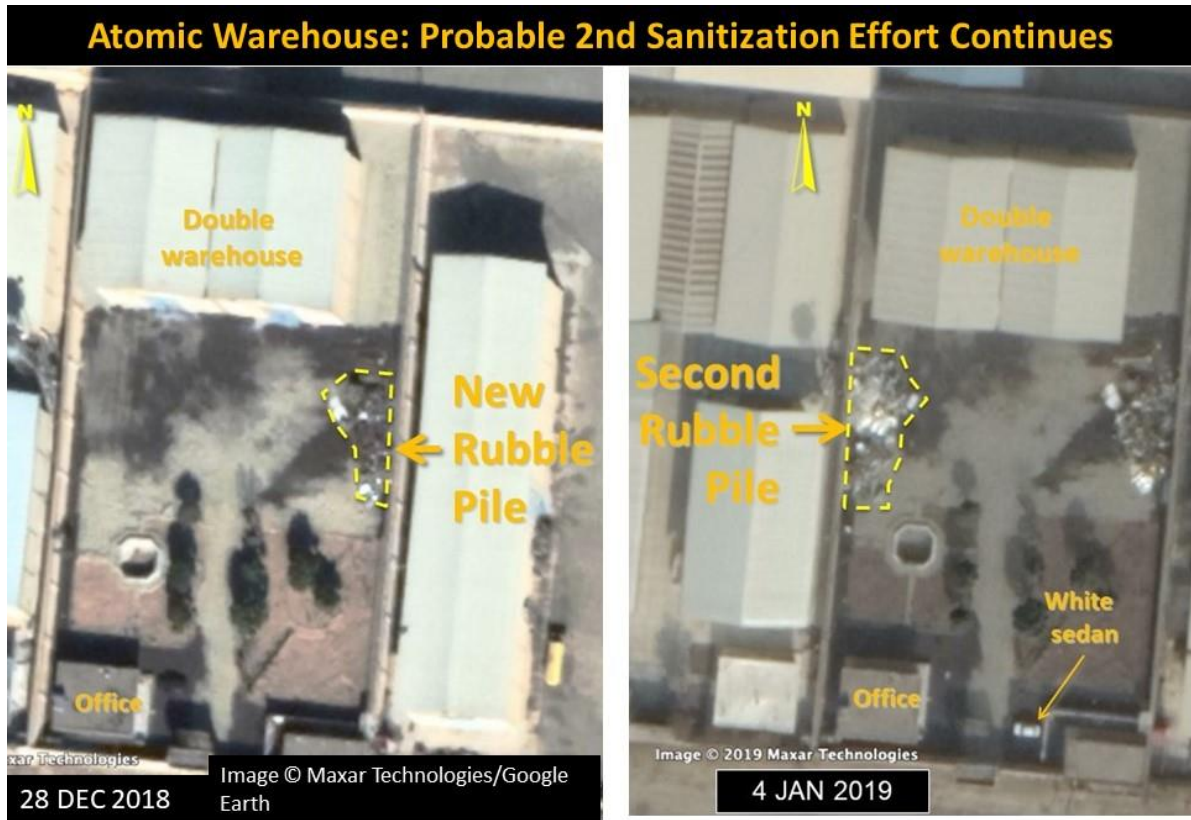 Atomic Warehouse: Probable 2nd Sanitization Effort Continues
N
Double
warehouse
New
Rubble
Pile
Office
xar Technologies
Image © Maxar Technologies/Google
Earth
28 DEC 2018
N
Double
warehouse
Second
Rubble
Pile
White
sedan
Office
Image © 2019 Maxar Technologies
4 JAN 2019